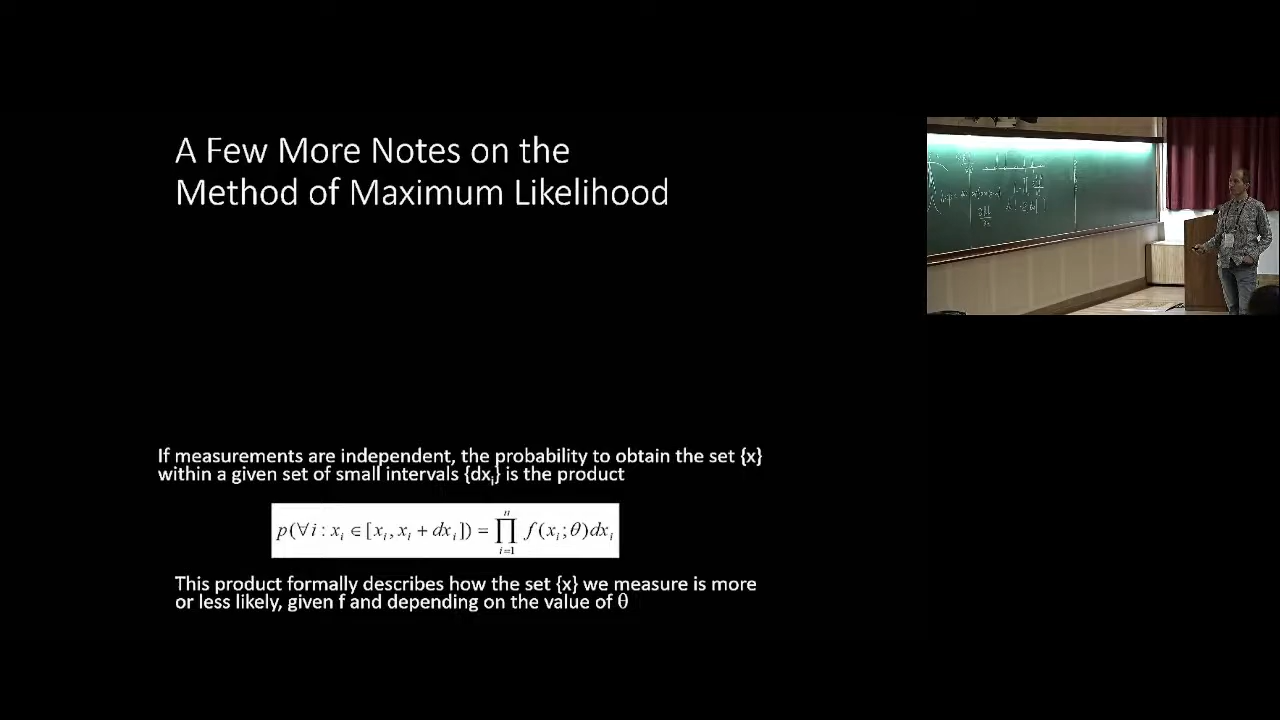 A Few More Notes on the
Method of Maximum Likelihood
If measurements are independent, the probability to obtain the set {x}
within a given set of small intervals {dxᵢ} is the product
p(∀i : xᵢ ∈ [xᵢ, xᵢ + dxᵢ]) = ∏ⁿᵢ₌₁ f(xᵢ; θ)dxᵢ
This product formally describes how the set {x} we measure is more
or less likely, given f and depending on the value of θ